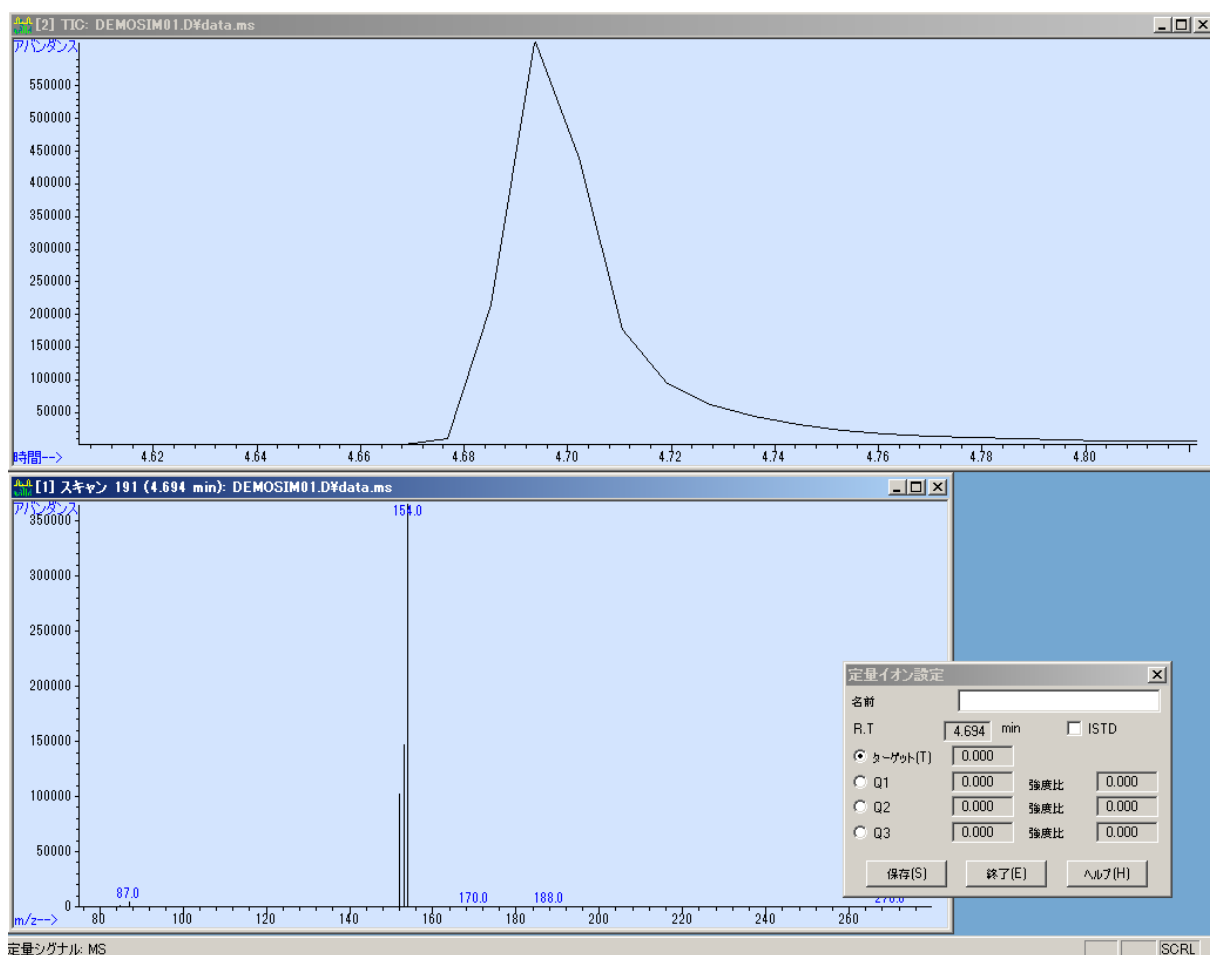 [2] TIC: DEMOSIM01.D¥data.ms
アバンダンス
550000
500000
450000
400000
350000
300000
250000
200000
150000
100000
50000
時間-->
4.62 4.64 4.66 4.68 4.70 4.72 4.74 4.76 4.78 4.80
[1] スキャン 191 (4.694 min): DEMOSIM01.D¥data.ms
アバンダンス
154.0
350000
300000
250000
200000
150000
100000
50000
0
87.0 170.0 188.0
m/z-->
80 100 120 140 160 180 200 220 240 260
定量イオン設定
名前
R.T 4.694 min ISTD
ターゲット(T) 0.000
Q1 0.000 強度比 0.000
Q2 0.000 強度比 0.000
Q3 0.000 強度比 0.000
保存(S) 終了(E) ヘルプ(H)
定量シグナル: MS
SCRL